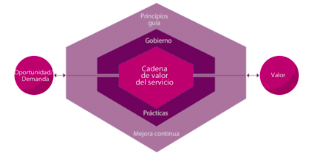 Principios
guía
Gobierno
Oportunidad/
Demanda
Cadena
de valor
del servicio
Valor
Prácticas
Mejora continua